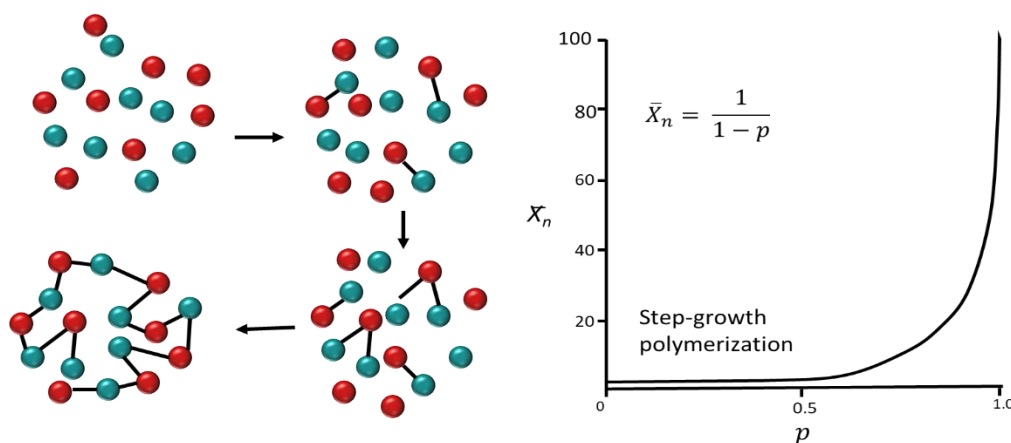 100
80
60
40
20
X̄ₙ = 1 / (1 − p)
X̄ₙ
Step-growth
polymerization
0
0.5
1.0
p